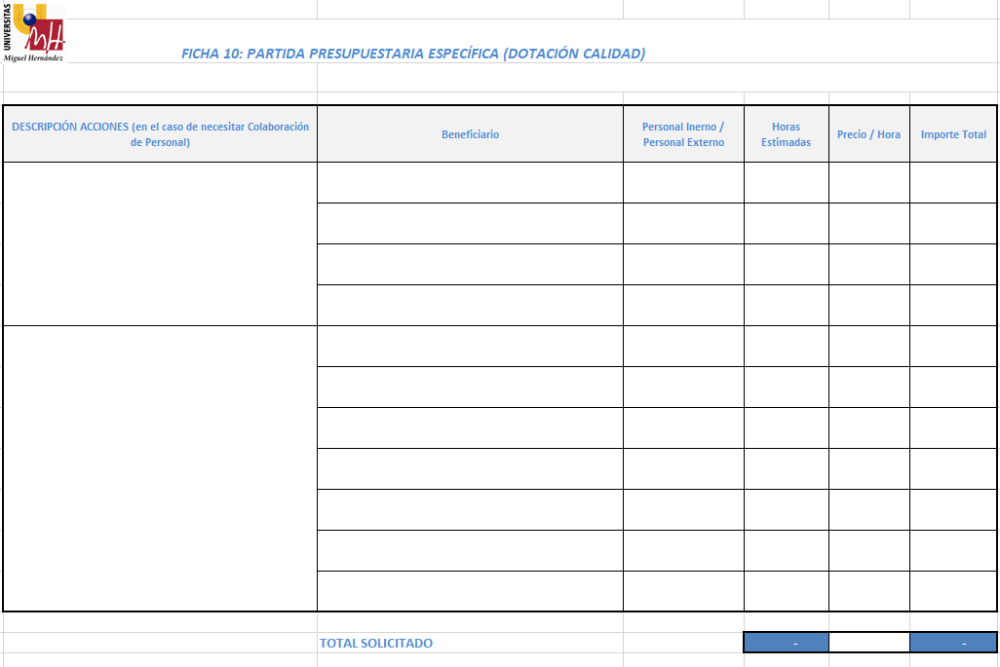 UNIVERSITAS
Miguel Hernández
FICHA 10: PARTIDA PRESUPUESTARIA ESPECÍFICA (DOTACIÓN CALIDAD)
DESCRIPCIÓN ACCIONES (en el caso de necesitar Colaboración
de Personal)
Beneficiario
Personal Inerno /
Personal Externo
Horas
Estimadas
Precio / Hora
Importe Total
TOTAL SOLICITADO
-
-